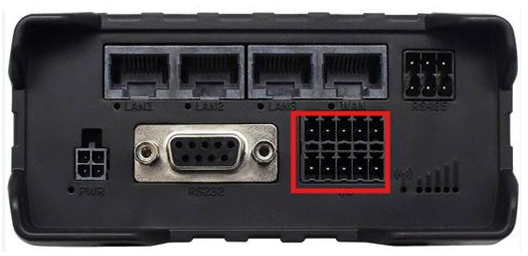 LAN1 LAN2 LAN3 WAN RS485
PWR RS232 I/O